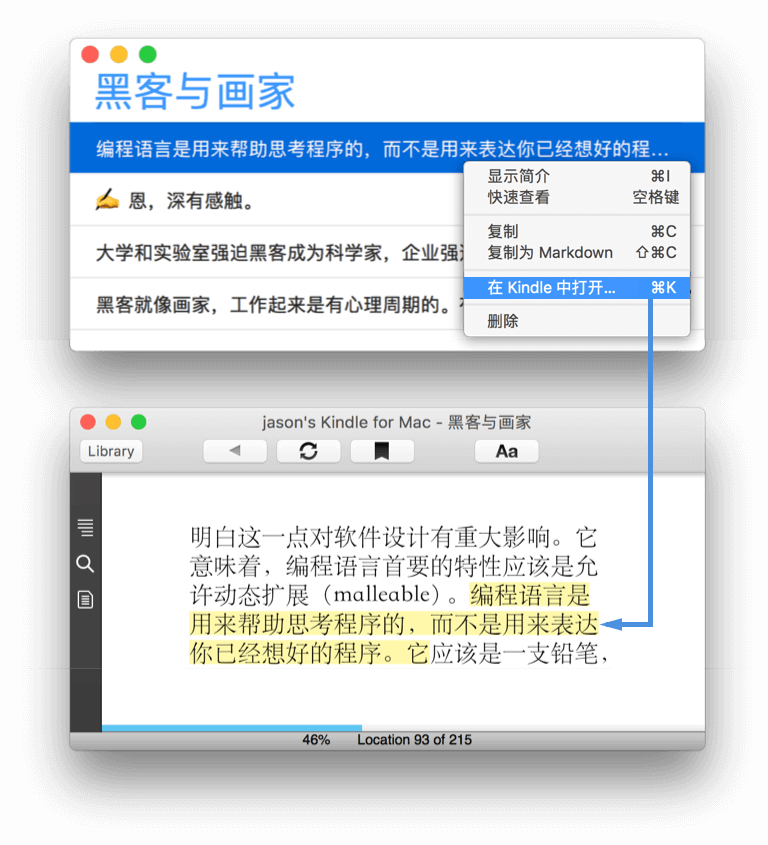 黑客与画家
编程语言是用来帮助思考程序的，而不是用来表达你已经想好的程…
✍️ 恩，深有感触。
大学和实验室强迫黑客成为科学家，企业强
黑客就像画家，工作起来是有心理周期的。
显示简介 ⌘I
快速查看 空格键
复制 ⌘C
复制为 Markdown ⇧⌘C
在 Kindle 中打开... ⌘K
删除
jason's Kindle for Mac - 黑客与画家
Library
Aa
明白这一点对软件设计有重大影响。它
意味着，编程语言首要的特性应该是允
许动态扩展（malleable）。编程语言是
用来帮助思考程序的，而不是用来表达
你已经想好的程序。它应该是一支铅笔，
46% Location 93 of 215